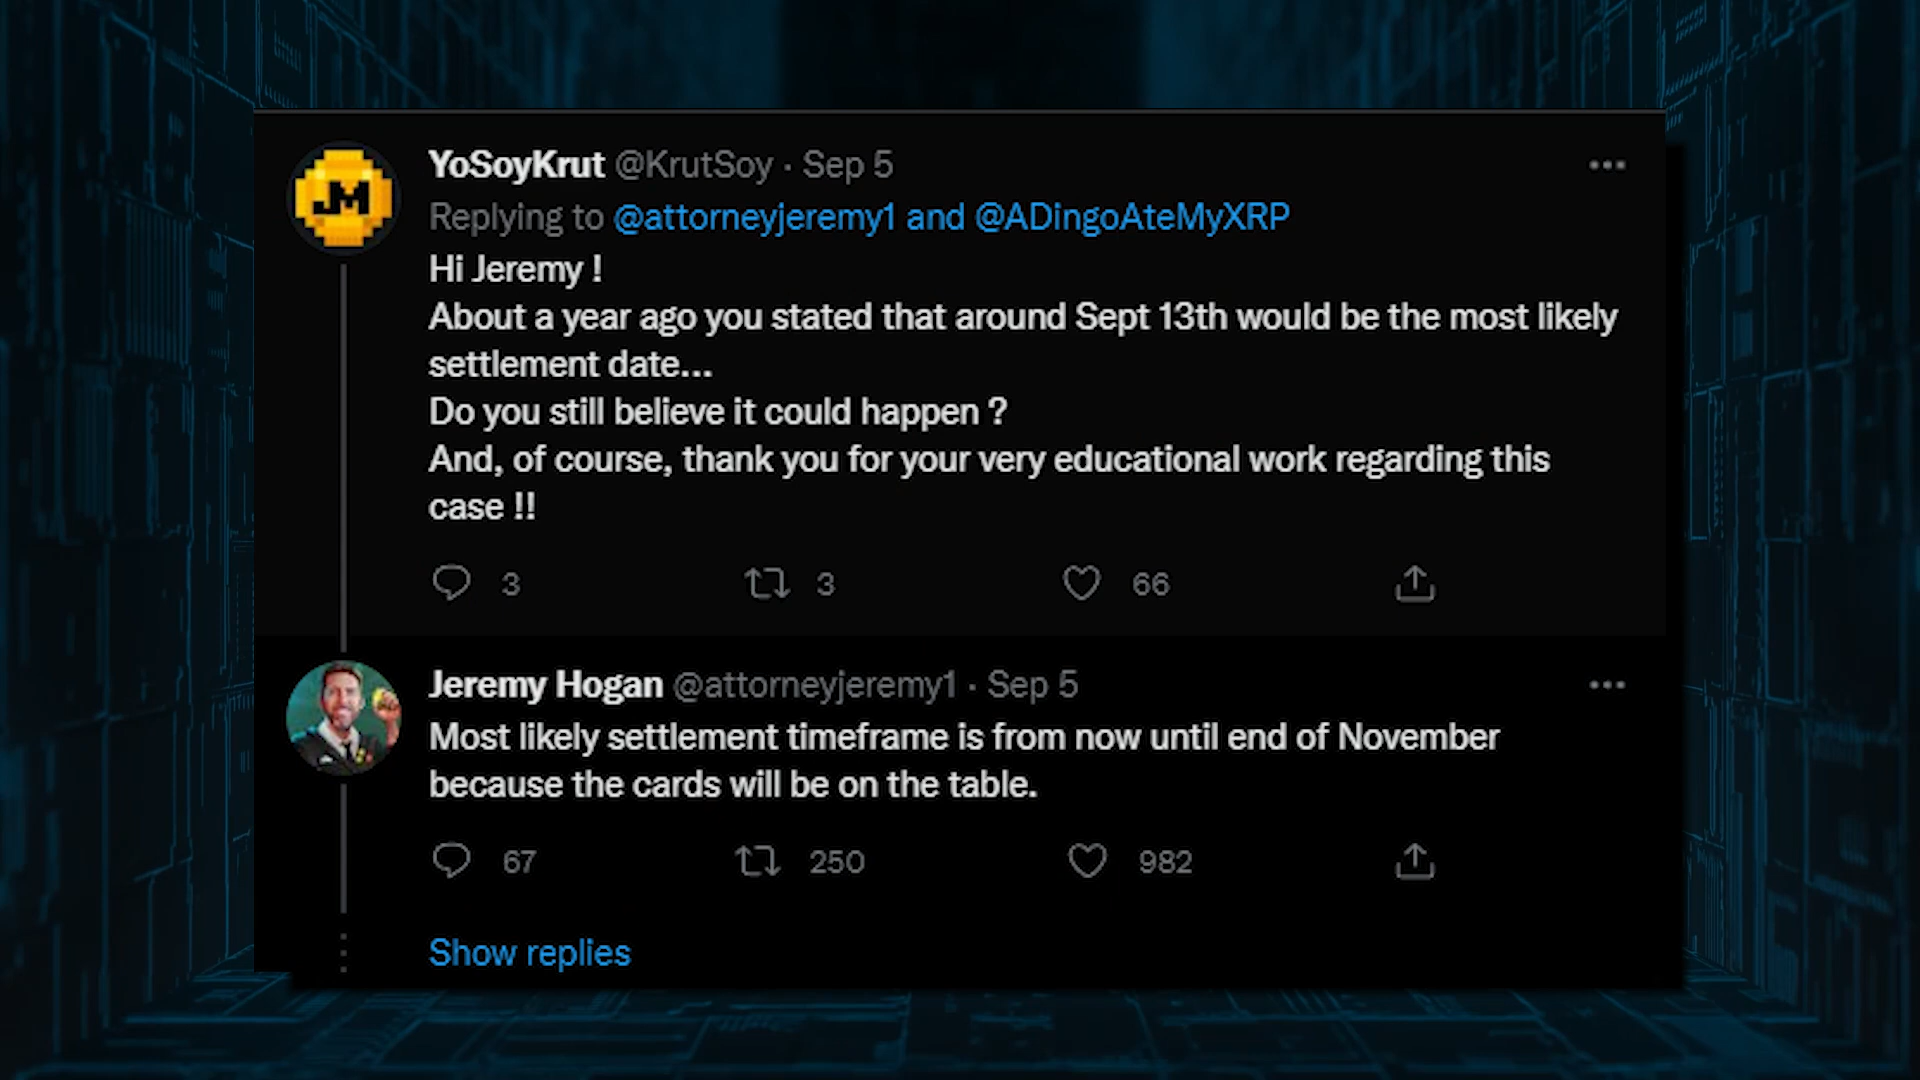 JM
YoSoyKrut @KrutSoy · Sep 5
Replying to @attorneyjeremy1 and @ADingoAteMyXRP
Hi Jeremy !
About a year ago you stated that around Sept 13th would be the most likely
settlement date...
Do you still believe it could happen ?
And, of course, thank you for your very educational work regarding this
case !!
3 3 66
Jeremy Hogan @attorneyjeremy1 · Sep 5
Most likely settlement timeframe is from now until end of November
because the cards will be on the table.
67 250 982
Show replies